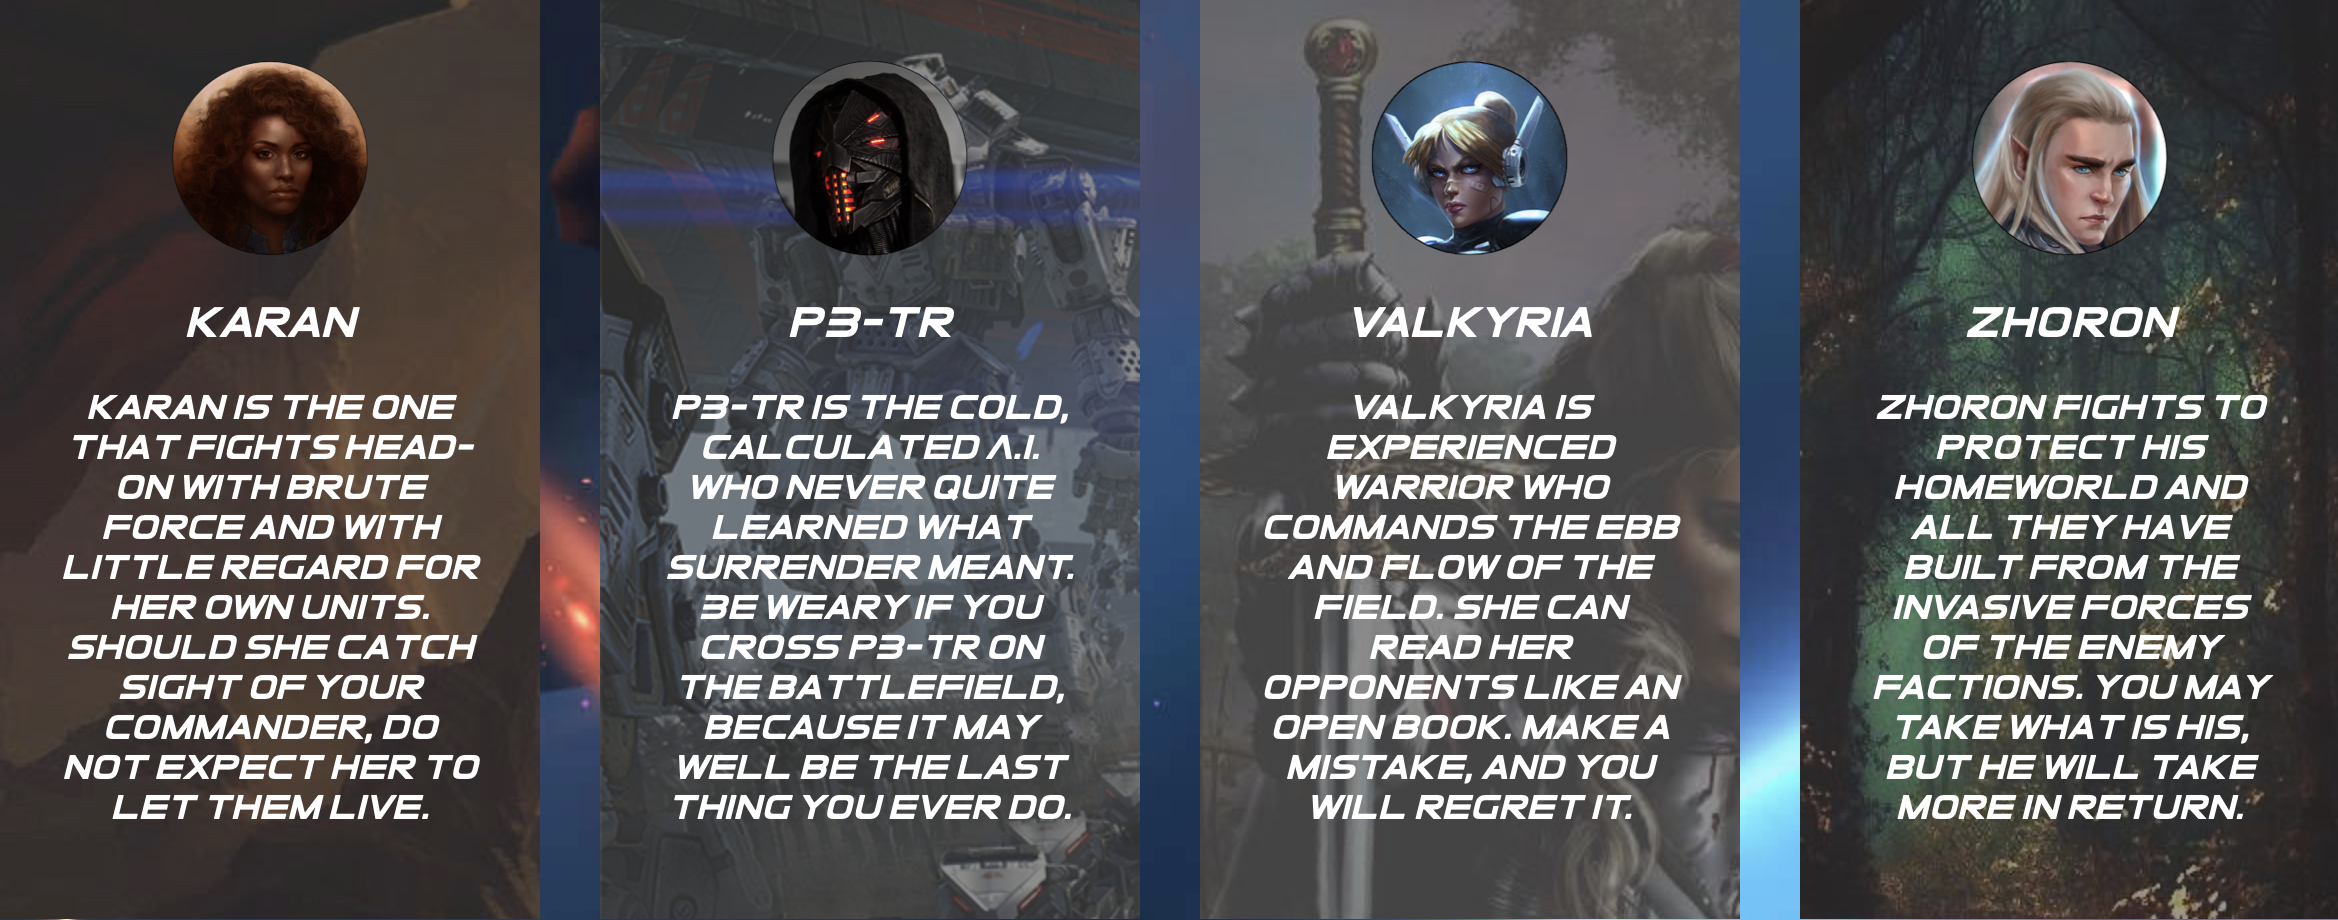 KARAN
KARAN IS THE ONE
THAT FIGHTS HEAD-
ON WITH BRUTE
FORCE AND WITH
LITTLE REGARD FOR
HER OWN UNITS.
SHOULD SHE CATCH
SIGHT OF YOUR
COMMANDER, DO
NOT EXPECT HER TO
LET THEM LIVE.
P3-TR
P3-TR IS THE COLD,
CALCULATED A.I.
WHO NEVER QUITE
LEARNED WHAT
SURRENDER MEANT.
BE WEARY IF YOU
CROSS P3-TR ON
THE BATTLEFIELD,
BECAUSE IT MAY
WELL BE THE LAST
THING YOU EVER DO.
VALKYRIA
VALKYRIA IS
EXPERIENCED
WARRIOR WHO
COMMANDS THE EBB
AND FLOW OF THE
FIELD. SHE CAN
READ HER
OPPONENTS LIKE AN
OPEN BOOK. MAKE A
MISTAKE, AND YOU
WILL REGRET IT.
ZHORON
ZHORON FIGHTS TO
PROTECT HIS
HOMEWORLD AND
ALL THEY HAVE
BUILT FROM THE
INVASIVE FORCES
OF THE ENEMY
FACTIONS. YOU MAY
TAKE WHAT IS HIS,
BUT HE WILL TAKE
MORE IN RETURN.